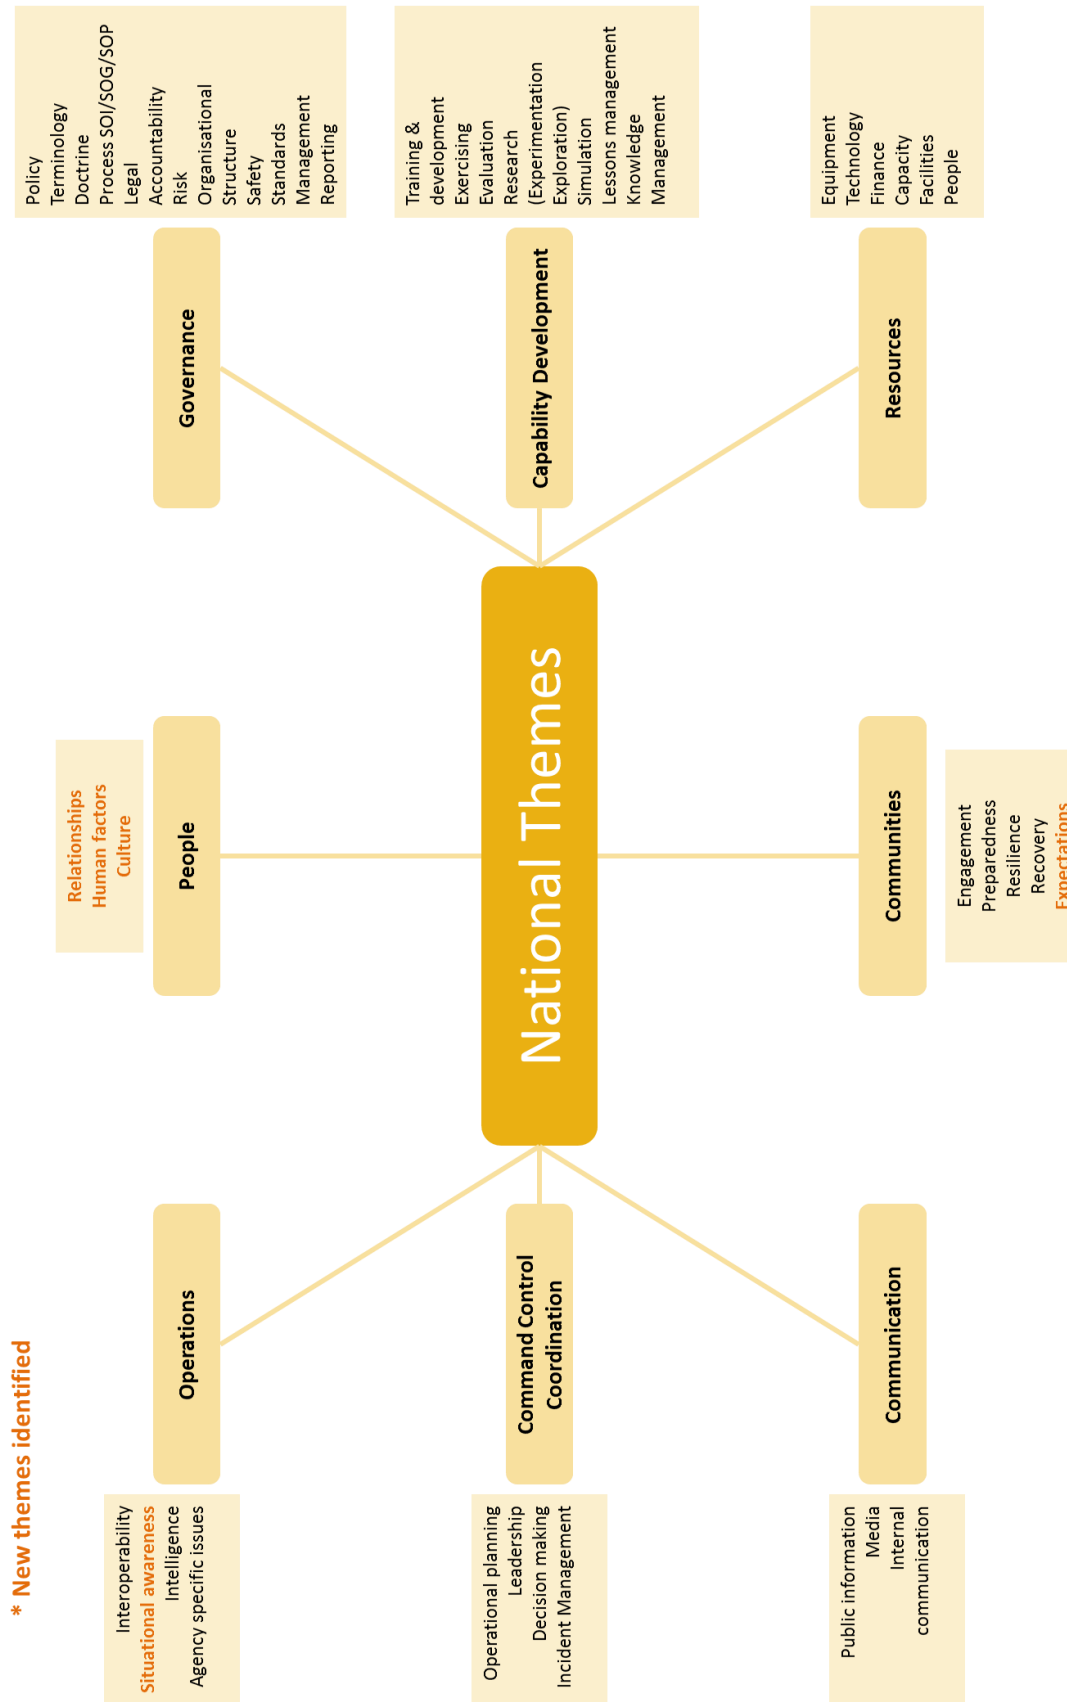 * New themes identified
Interoperability
Situational awareness
Intelligence
Agency specific issues
Operations
Relationships
Human factors
Culture
People
Governance
Policy
Terminology
Doctrine
Process SOI/SOG/SOP
Legal
Accountability
Risk
Organisational
Structure
Safety
Standards
Management
Reporting
Operational planning
Leadership
Decision making
Incident Management
Command Control
Coordination
National Themes
Capability Development
Training &
development
Exercising
Evaluation
Research
(Experimentation
Exploration)
Simulation
Lessons management
Knowledge
Management
Public information
Media
Internal
communication
Communication
Communities
Engagement
Preparedness
Resilience
Recovery
Expectations
Resources
Equipment
Technology
Finance
Capacity
Facilities
People